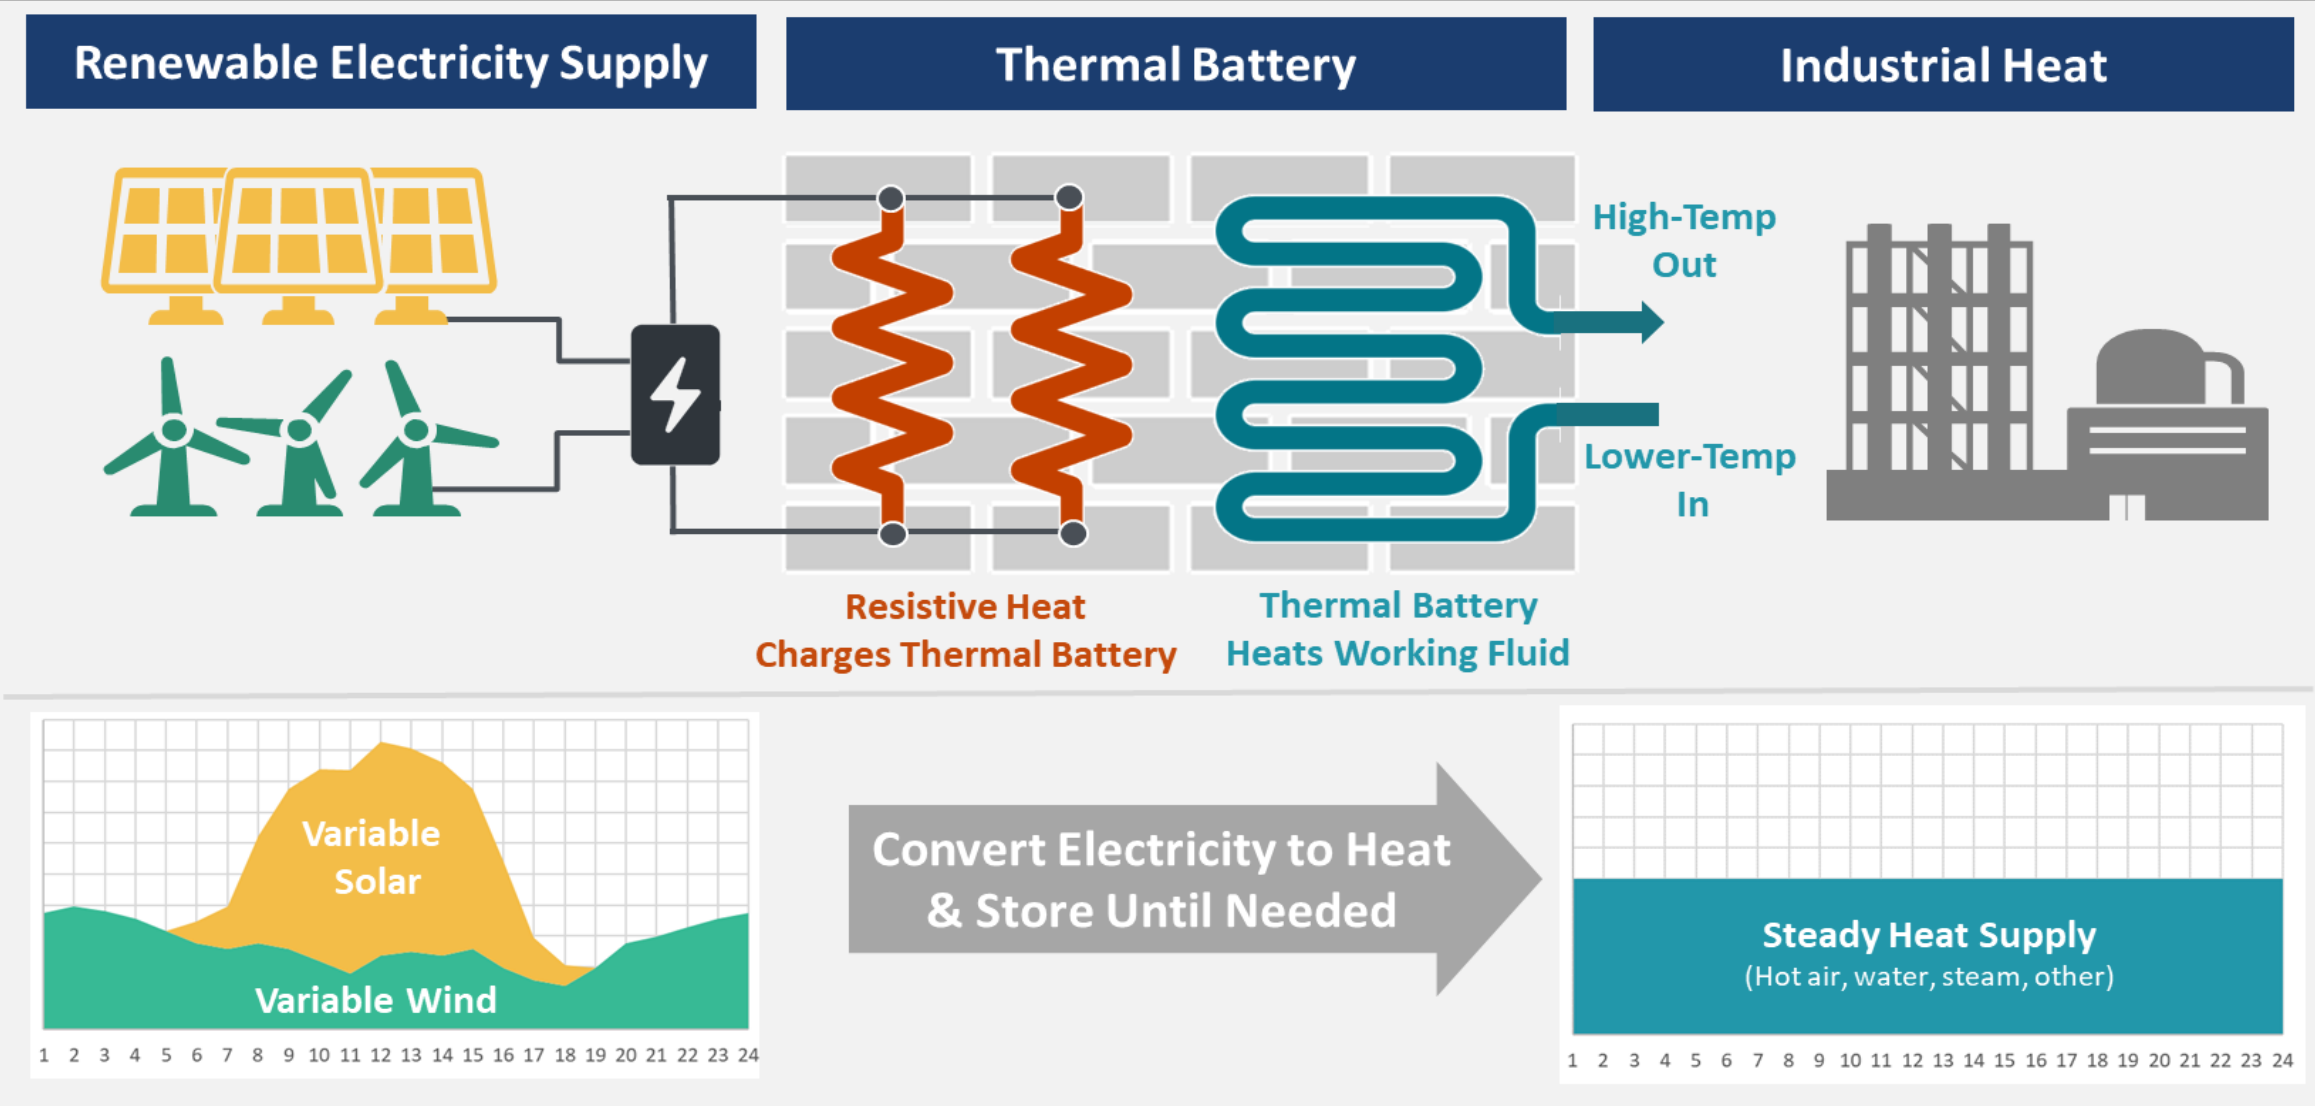 Renewable Electricity Supply
Thermal Battery
Industrial Heat
High-Temp
Out
Lower-Temp
In
Resistive Heat
Charges Thermal Battery
Thermal Battery
Heats Working Fluid
Variable
Solar
Variable Wind
1 2 3 4 5 6 7 8 9 10 11 12 13 14 15 16 17 18 19 20 21 22 23 24
Convert Electricity to Heat
& Store Until Needed
Steady Heat Supply
(Hot air, water, steam, other)
1 2 3 4 5 6 7 8 9 10 11 12 13 14 15 16 17 18 19 20 21 22 23 24